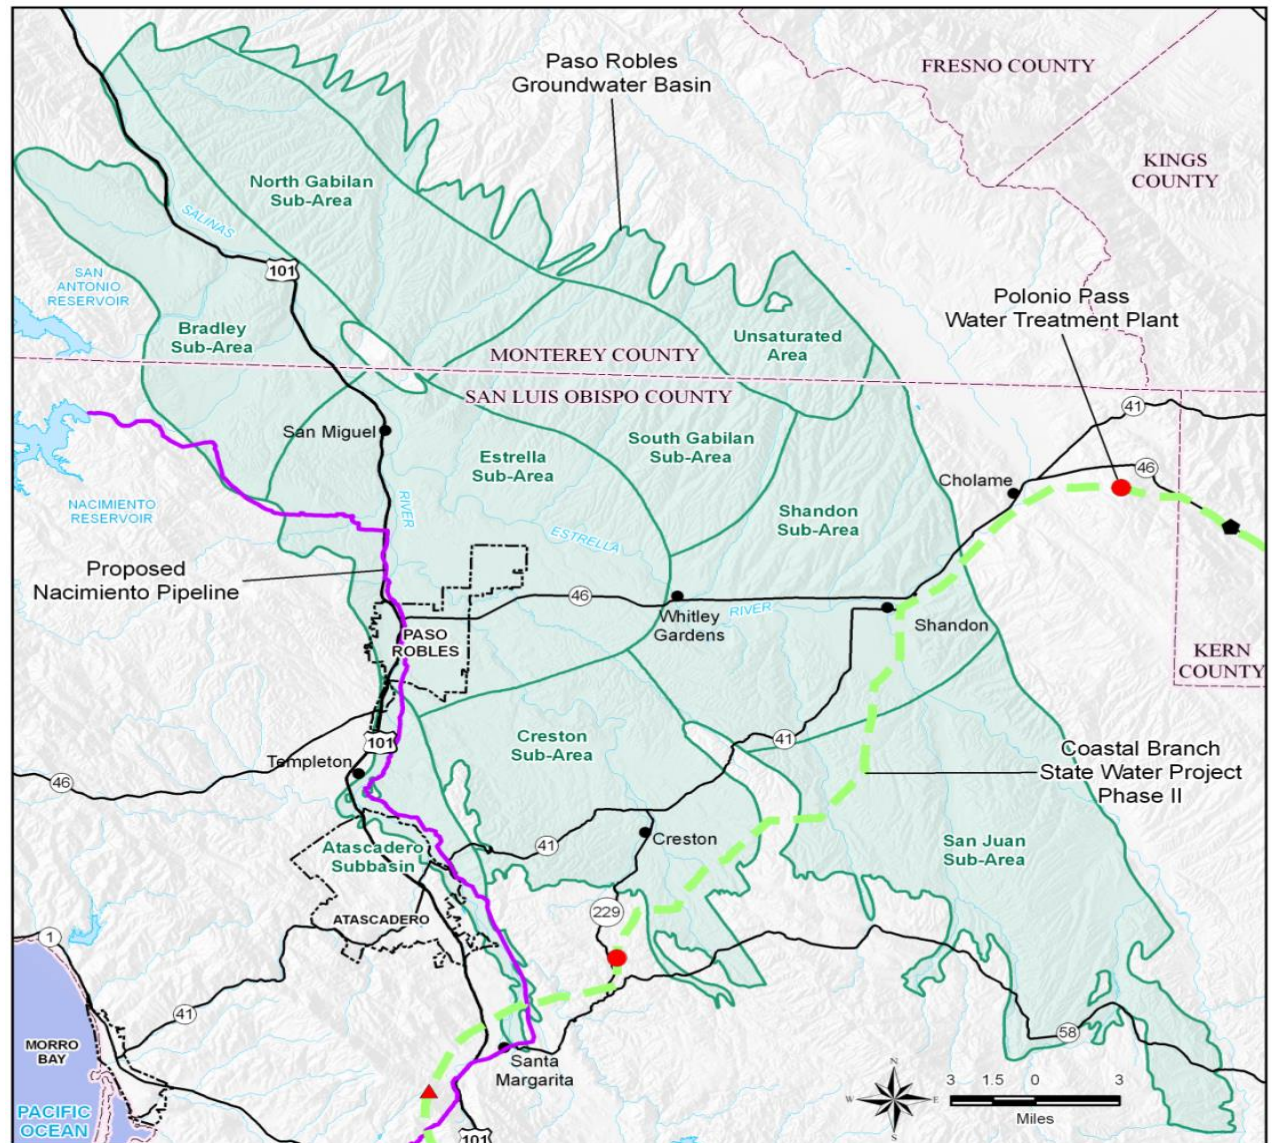 Paso Robles
Groundwater Basin
FRESNO COUNTY
KINGS
COUNTY
North Gabilan
Sub-Area
SALINAS
101
SAN
ANTONIO
RESERVOIR
Bradley
Sub-Area
Polonio Pass
Water Treatment Plant
Unsaturated
Area
MONTEREY COUNTY
SAN LUIS OBISPO COUNTY
41
San Miguel
South Gabilan
Sub-Area
Estrella
Sub-Area
46
Cholame
NACIMIENTO
RESERVOIR
RIVER
Shandon
Sub-Area
ESTRELLA
Proposed
Nacimiento Pipeline
46
Whitley
Gardens
RIVER
Shandon
PASO
ROBLES
KERN
COUNTY
101
Creston
Sub-Area
41
Coastal Branch
State Water Project
Phase II
Templeton
46
Atascadero
Subbasin
41
Creston
San Juan
Sub-Area
ATASCADERO
229
1
41
58
MORRO
BAY
Santa
Margarita
N
W
E
S
3 1.5 0 3
Miles
PACIFIC
OCEAN
101